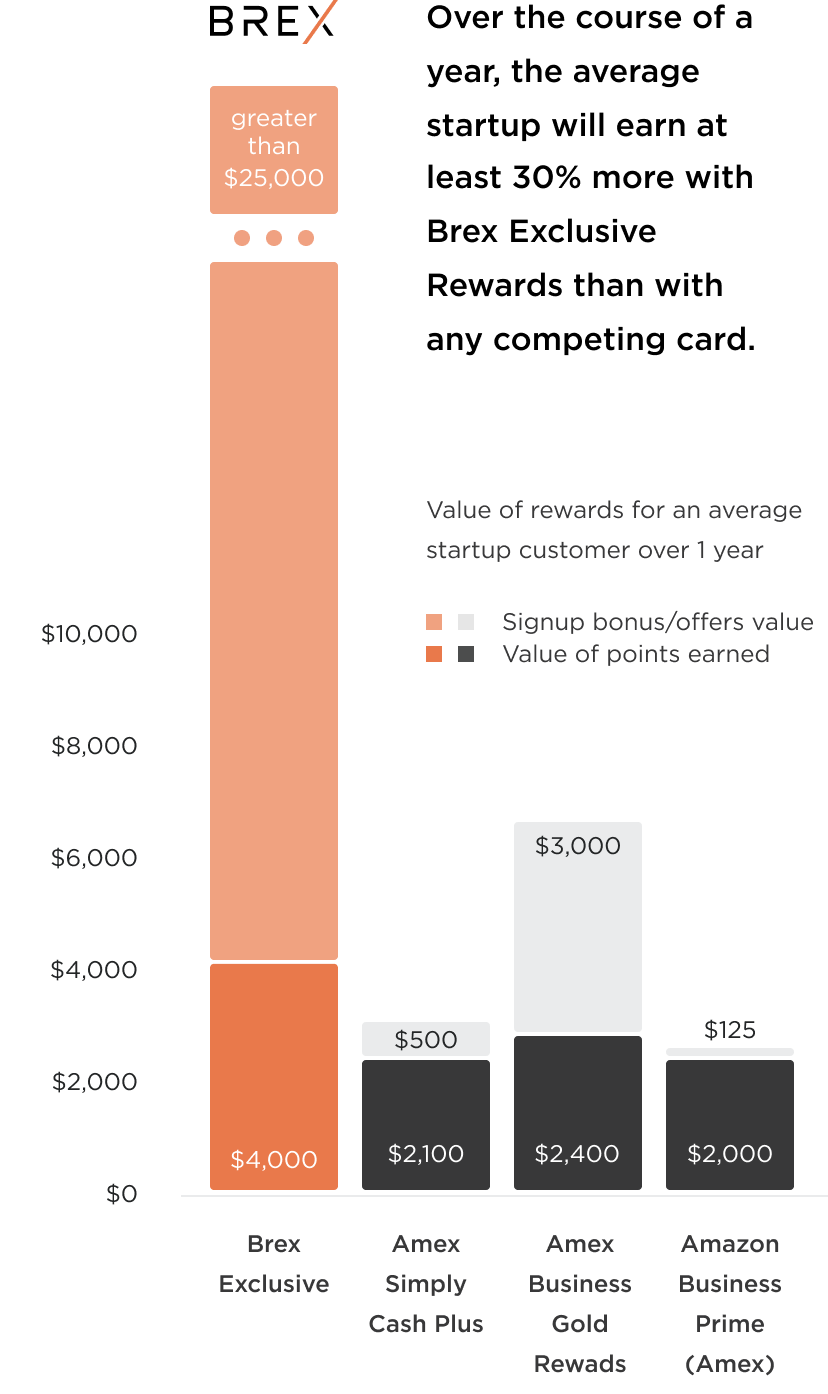 BREX
Over the course of a
year, the average
startup will earn at
least 30% more with
Brex Exclusive
Rewards than with
any competing card.
greater
than
$25,000
Value of rewards for an average
startup customer over 1 year
Signup bonus/offers value
Value of points earned
$10,000
$8,000
$6,000
$4,000
$2,000
$0
$4,000
$500
$2,100
$3,000
$2,400
$125
$2,000
Brex
Exclusive
Amex
Simply
Cash Plus
Amex
Business
Gold
Rewads
Amazon
Business
Prime
(Amex)